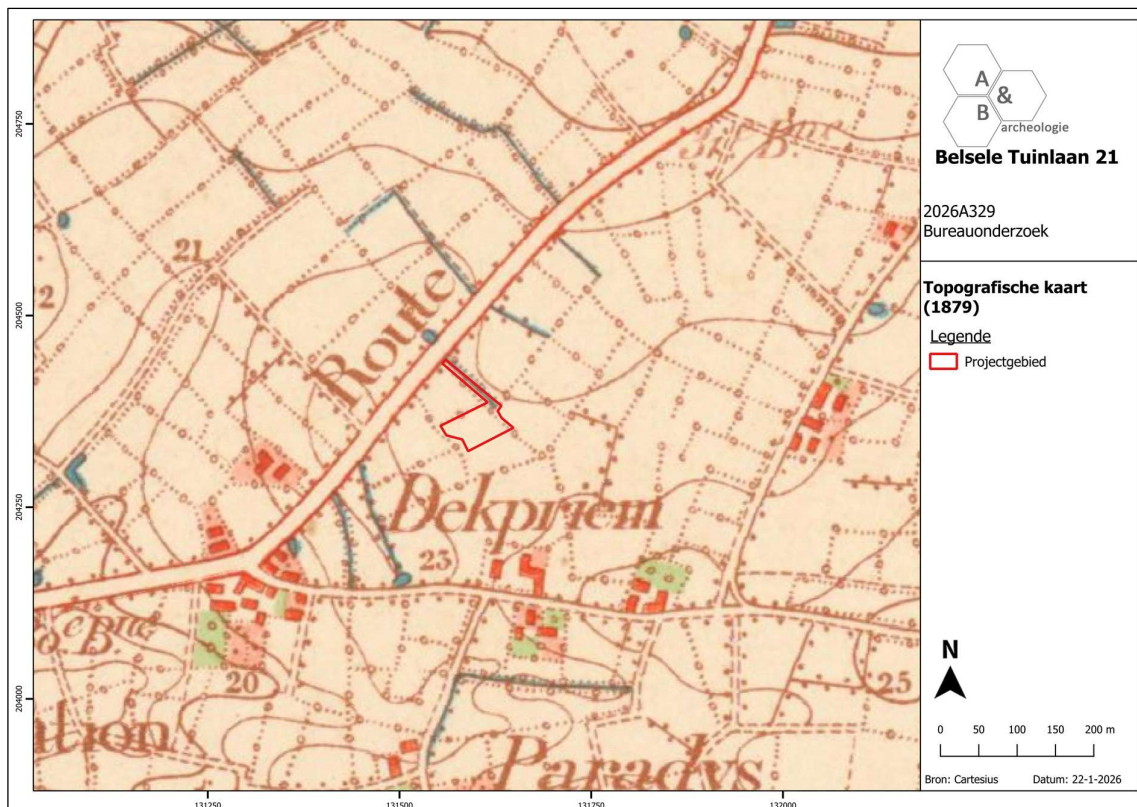 204750
204500
204250
204000
131250
131500
131750
132000
21
2
Route
Dekpriem
23
20
25
Paradys
A
&
B
archeologie
Belsele Tuinlaan 21
2026A329
Bureauonderzoek
Topografische kaart
(1879)
Legende
Projectgebied
N
0 50 100 150 200 m
Bron: Cartesius Datum: 22-1-2026